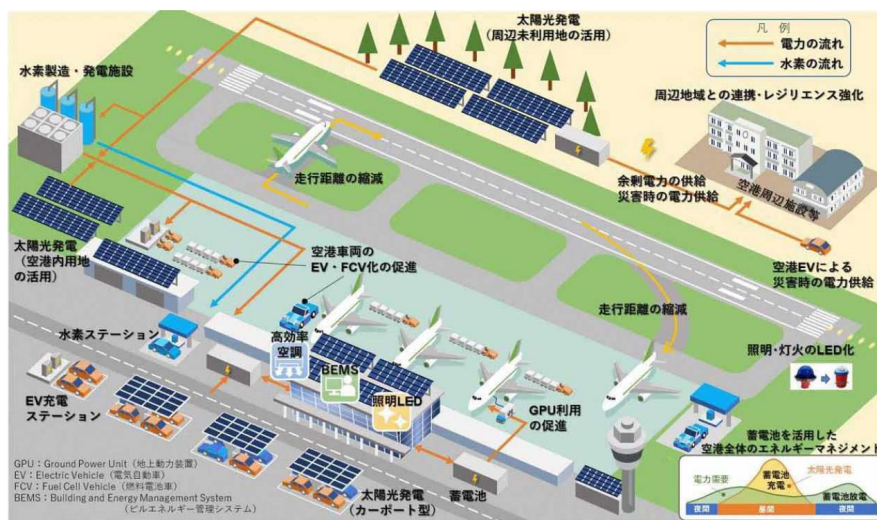 太陽光発電
(周辺未利用地の活用)
凡 例
電力の流れ
水素の流れ
水素製造・発電施設
周辺地域との連携・レジリエンス強化
走行距離の縮減
余剰電力の供給
災害時の電力供給
空港周辺施設等
太陽光発電
(空港内用地
の活用)
空港車両の
EV・FCV化の促進
空港EVによる
災害時の電力供給
走行距離の縮減
水素ステーション
高効率
空調
照明・灯火のLED化
BEMS
EV充電
ステーション
照明LED
GPU利用
の促進
蓄電池を活用した
空港全体のエネルギーマネジメント
GPU：Ground Power Unit（地上動力装置）
EV：Electric Vehicle（電気自動車）
FCV：Fuel Cell Vehicle（燃料電池車）
BEMS：Building and Energy Management System
（ビルエネルギー管理システム）
太陽光発電
(カーポート型)
蓄電池
電力需要
蓄電池
充電
太陽光発電
蓄電池放電
夜間
昼間
夜間